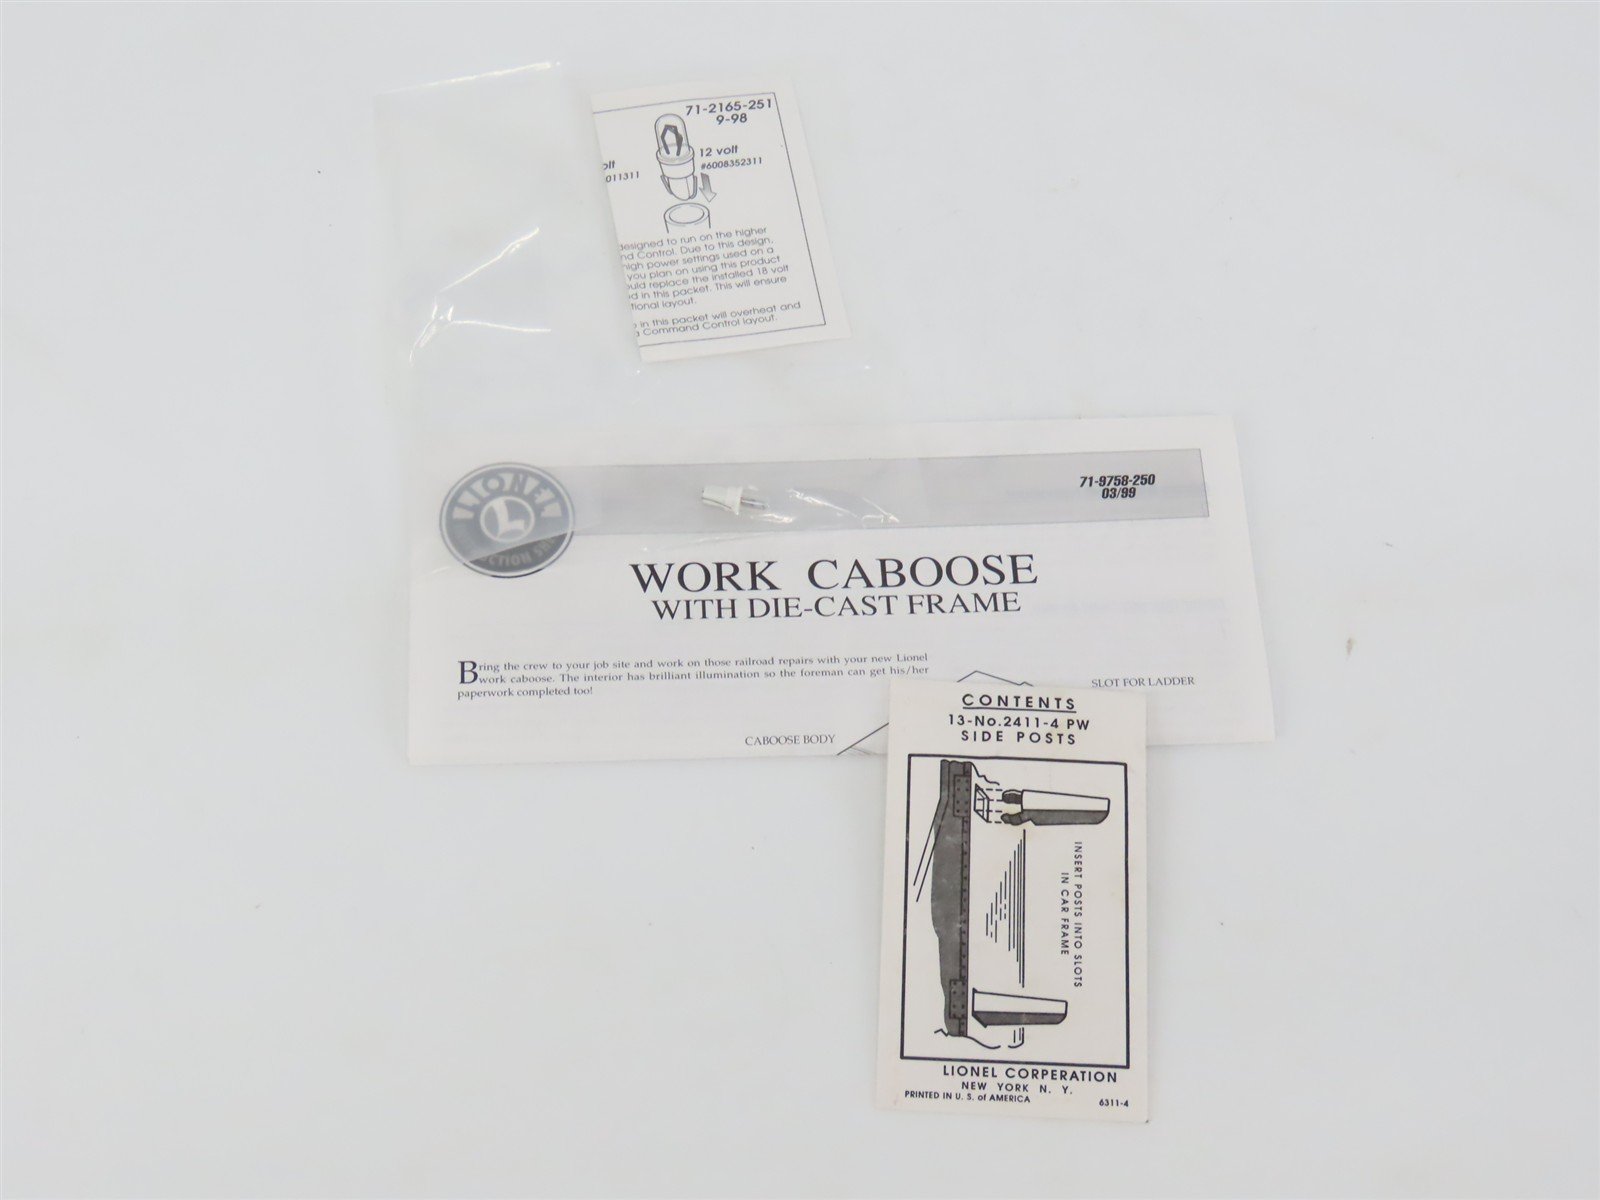 71-2165-251
9-98
12 volt
#6008352311
011311
designed to run on the higher
Control. Due to this design,
high power settings used on a
you plan on using this product
replace the installed 18 volt
in this packet. This will ensure
layout.
in this packet will overheat and
a Command Control layout.
LIONEL
L
71-9758-250
03/99
WORK CABOOSE
WITH DIE-CAST FRAME
Bring the crew to your job site and work on those railroad repairs with your new Lionel
work caboose. The interior has brilliant illumination so the foreman can get his/her
paperwork completed too!
SLOT FOR LADDER
CABOOSE BODY
CONTENTS
13-No.2411-4 PW
SIDE POSTS
INSERT POSTS INTO SLOTS
IN CAR FRAME
LIONEL CORPERATION
NEW YORK N. Y.
PRINTED IN U. S. of AMERICA
6311-4